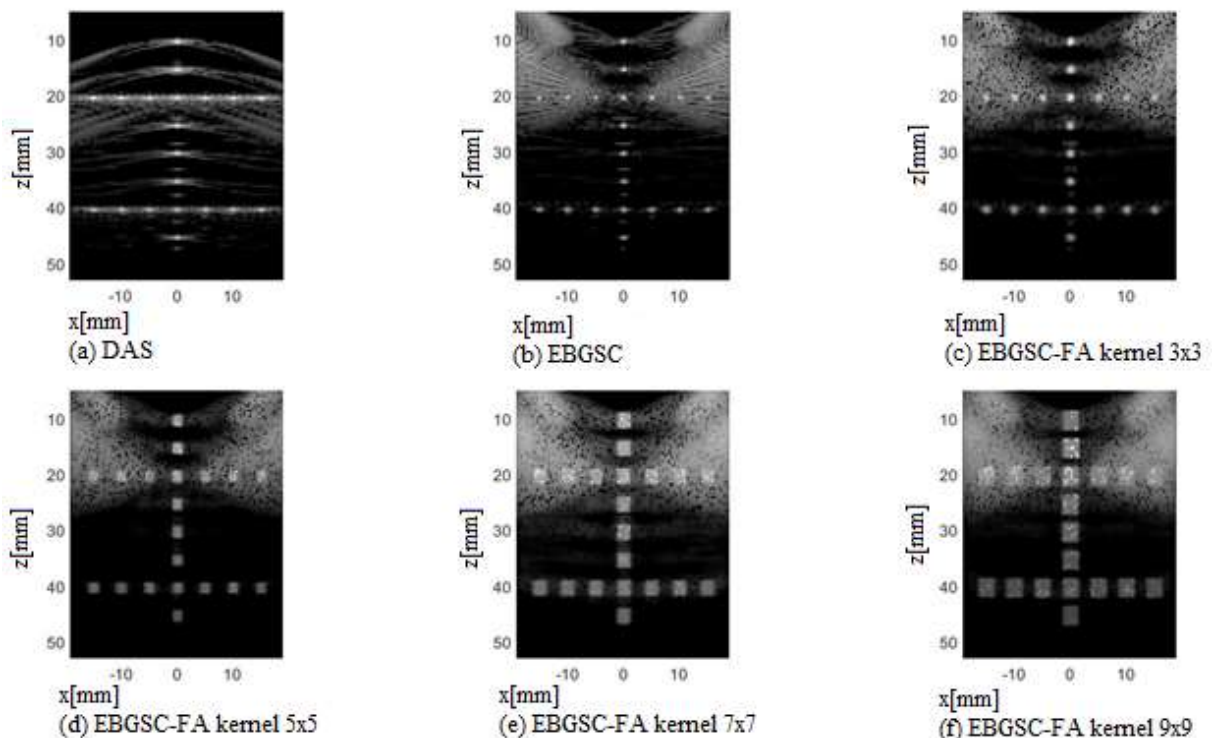 10
20
30
40
50
z[mm]
-10 0 10
x[mm]
(a) DAS
10
20
30
40
50
z[mm]
-10 0 10
x[mm]
(b) EBGSC
10
20
30
40
50
z[mm]
-10 0 10
x[mm]
(c) EBGSC-FA kernel 3x3
10
20
30
40
50
z[mm]
-10 0 10
x[mm]
(d) EBGSC-FA kernel 5x5
10
20
30
40
50
z[mm]
-10 0 10
x[mm]
(e) EBGSC-FA kernel 7x7
10
20
30
40
50
z[mm]
-10 0 10
x[mm]
(f) EBGSC-FA kernel 9x9